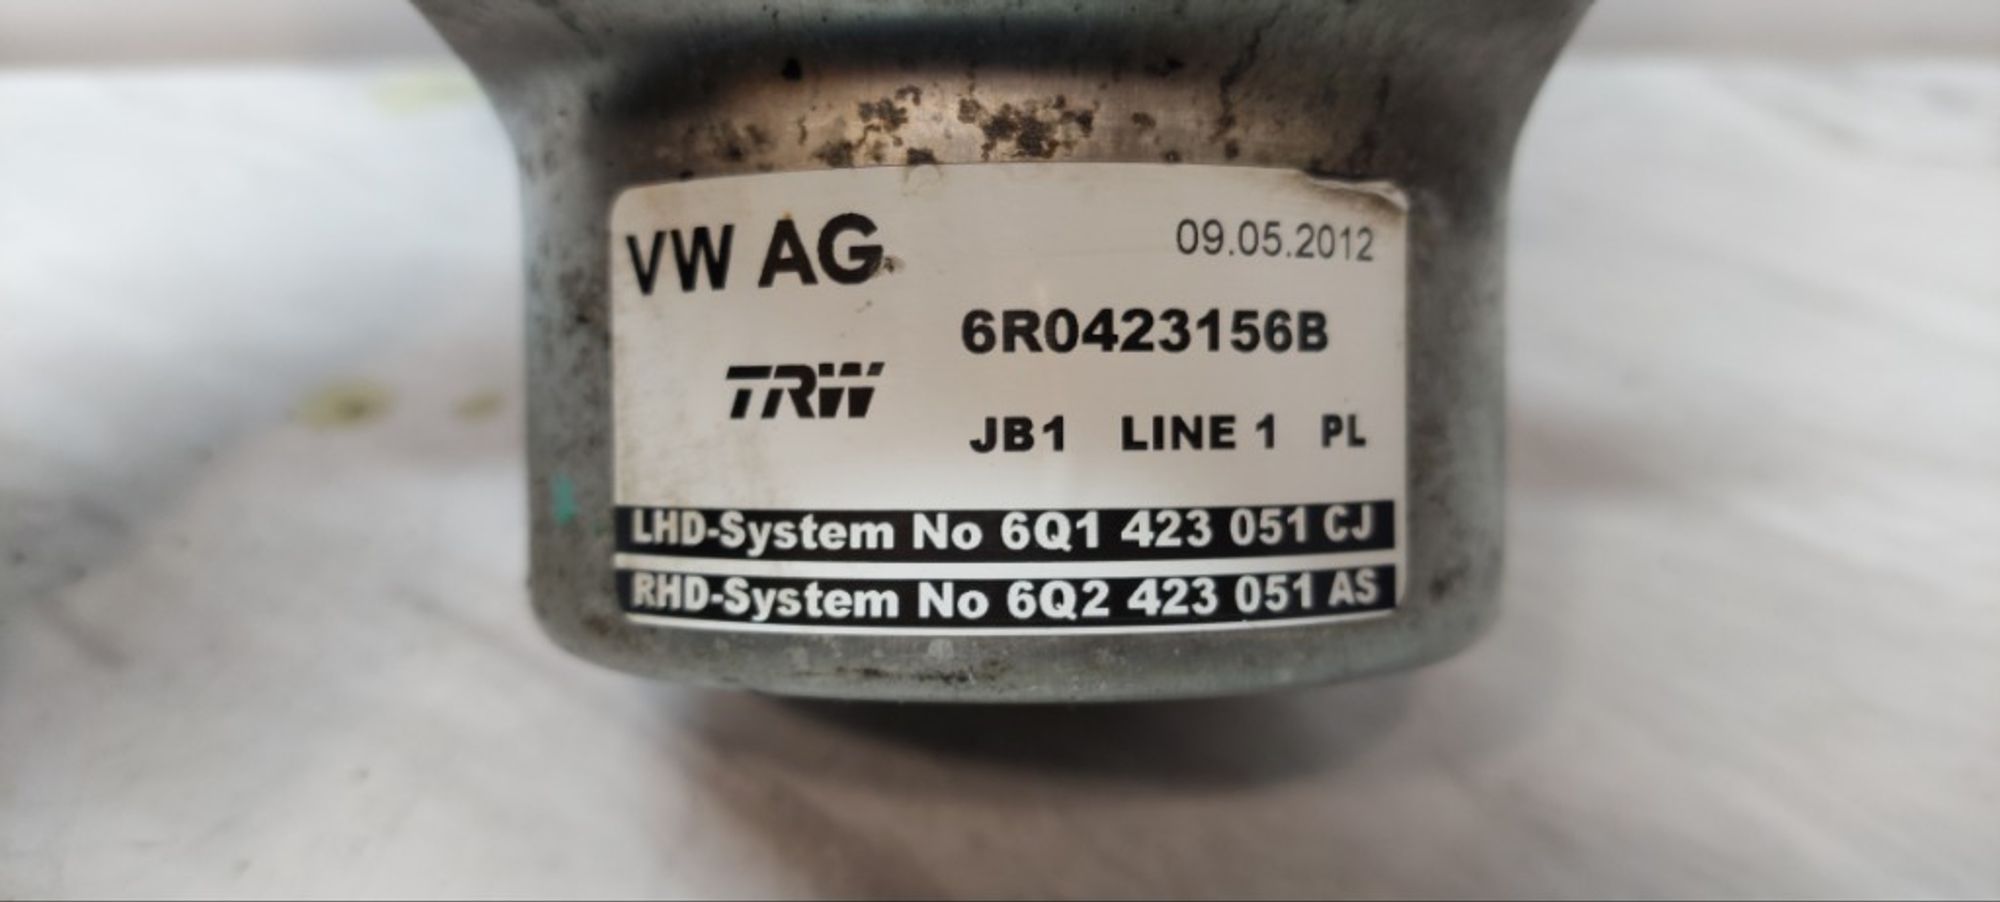 VW AG
09.05.2012
6R0423156B
TRW
JB1 LINE 1 PL
LHD-System No 6Q1 423 051 CJ
RHD-System No 6Q2 423 051 AS